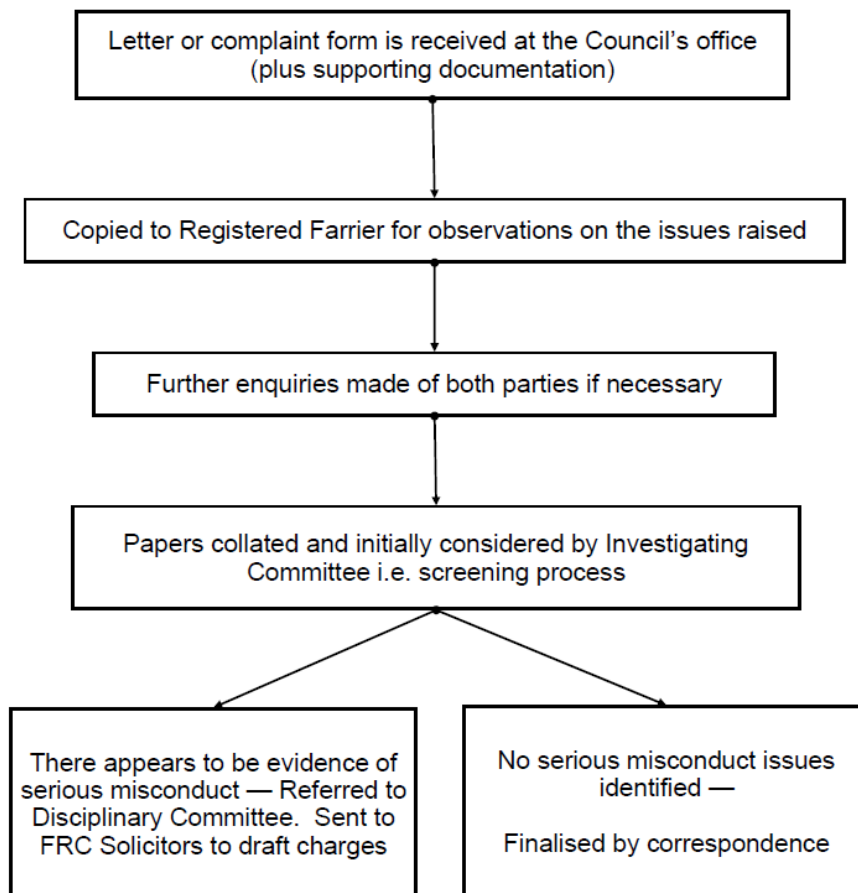 Letter or complaint form is received at the Council's office
(plus supporting documentation)
Copied to Registered Farrier for observations on the issues raised
Further enquiries made of both parties if necessary
Papers collated and initially considered by Investigating
Committee i.e. screening process
There appears to be evidence of
serious misconduct — Referred to
Disciplinary Committee.  Sent to
FRC Solicitors to draft charges
No serious misconduct issues
identified —
Finalised by correspondence